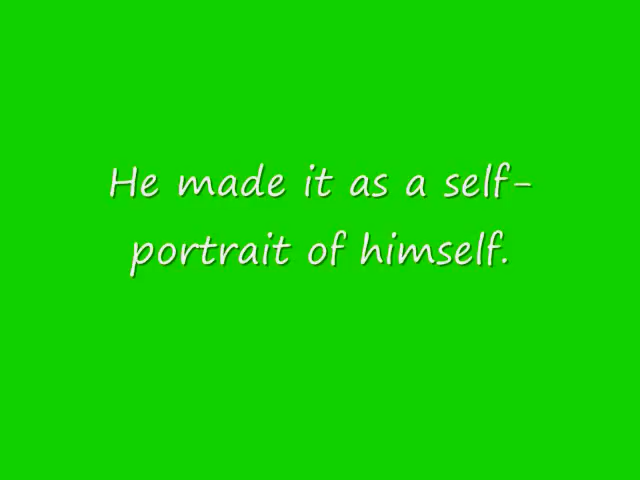 He made it as a self-
portrait of himself.